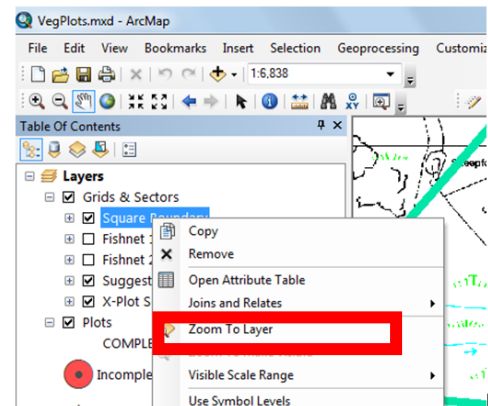 VegPlots.mxd - ArcMap
File Edit View Bookmarks Insert Selection Geoprocessing Customiz
1:6,838
Table Of Contents
Layers
Grids & Sectors
Square Boundary
Copy
Fishnet
Remove
Fishnet
Suggest
Open Attribute Table
X-Plot S
Joins and Relates
Plots
Zoom To Layer
COMPLE
Incomple
Visible Scale Range
Use Symbol Levels